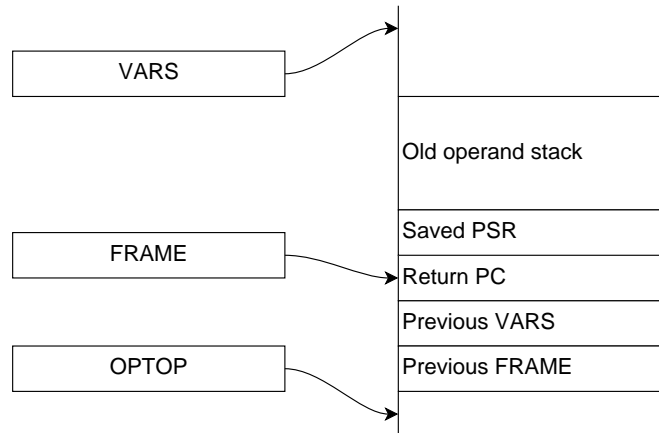 VARS
Old operand stack
Saved PSR
FRAME
Return PC
Previous VARS
OPTOP
Previous FRAME